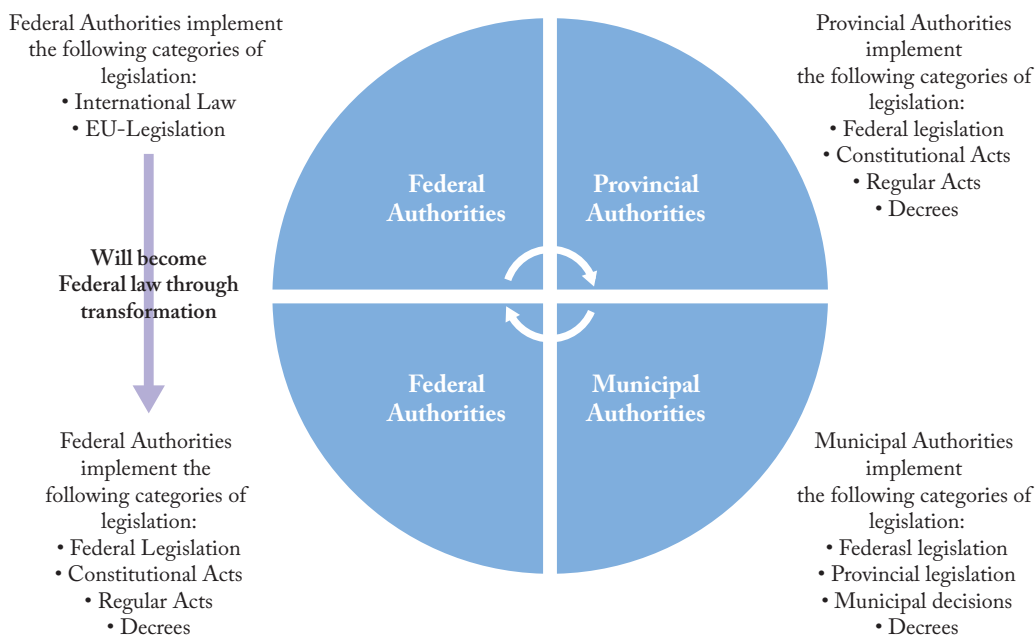 Federal Authorities implement
the following categories of
legislation:
• International Law
• EU-Legislation
Will become
Federal law through
transformation
Federal Authorities
implement the
following categories of
legislation:
• Federal Legislation
• Constitutional Acts
• Regular Acts
• Decrees
Federal
Authorities
Provincial
Authorities
Federal
Authorities
Municipal
Authorities
Provincial Authorities
implement
the following categories of
legislation:
• Federal legislation
• Constitutional Acts
• Regular Acts
• Decrees
Municipal Authorities
implement
the following categories of
legislation:
• Federasl legislation
• Provincial legislation
• Municipal decisions
• Decrees